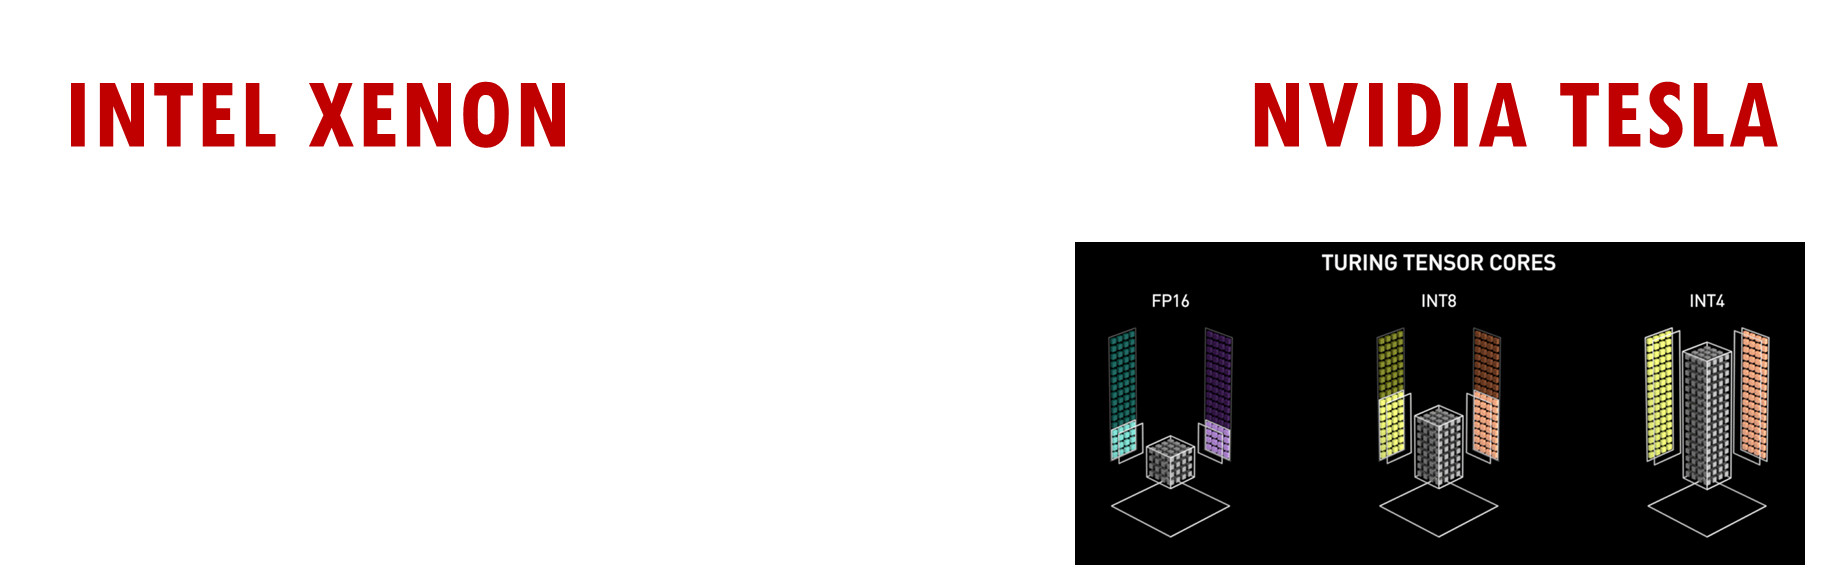 INTEL XENON
NVIDIA TESLA
TURING TENSOR CORES
FP16
INT8
INT4